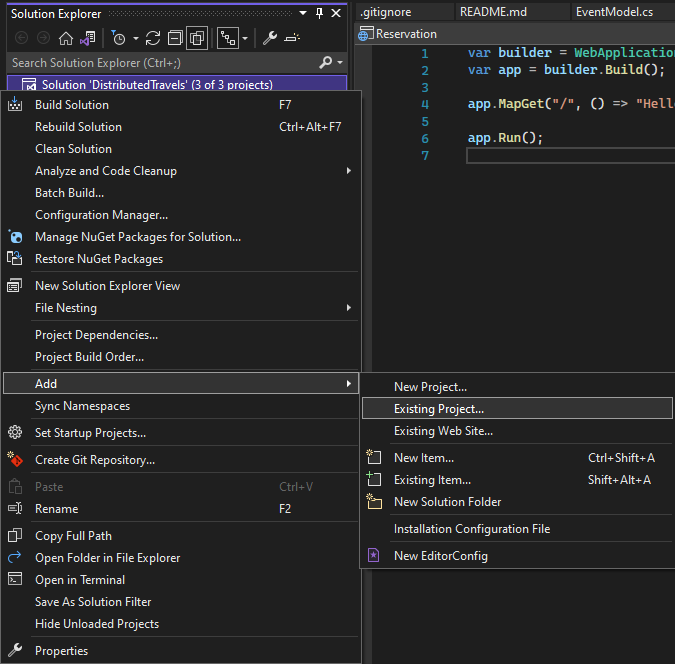 Solution Explorer
Search Solution Explorer (Ctrl+;)
Solution 'DistributedTravels' (3 of 3 projects)
Build Solution F7
Rebuild Solution Ctrl+Alt+F7
Clean Solution
Analyze and Code Cleanup
Batch Build...
Configuration Manager...
Manage NuGet Packages for Solution...
Restore NuGet Packages
New Solution Explorer View
File Nesting
Project Dependencies...
Project Build Order...
Add
Sync Namespaces
Set Startup Projects...
Create Git Repository...
Paste Ctrl+V
Rename F2
Copy Full Path
Open Folder in File Explorer
Open in Terminal
Save As Solution Filter
Hide Unloaded Projects
Properties
New Project...
Existing Project...
Existing Web Site...
New Item... Ctrl+Shift+A
Existing Item... Shift+Alt+A
New Solution Folder
Installation Configuration File
New EditorConfig
.gitignore README.md EventModel.cs
Reservation
1 var builder = WebApplication
2 var app = builder.Build();
3
4 app.MapGet("/", () => "Hello
5
6 app.Run();
7